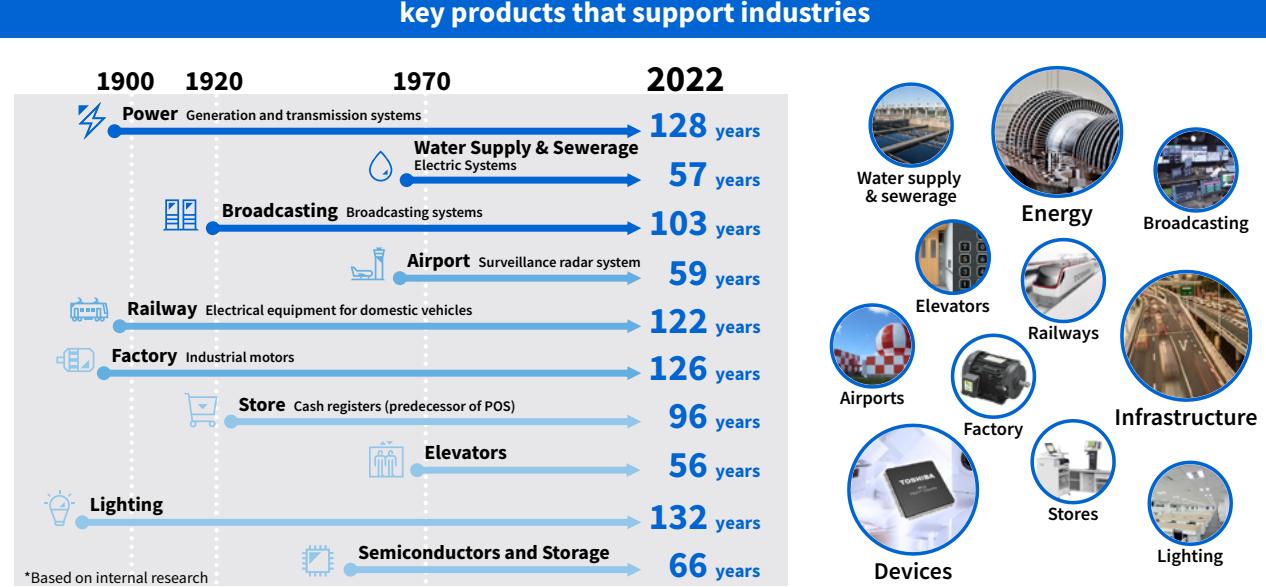 key products that support industries
1900 1920 1970 2022
Power Generation and transmission systems
128 years
Water Supply & Sewerage
Electric Systems
57 years
Broadcasting Broadcasting systems
103 years
Airport Surveillance radar system
59 years
Railway Electrical equipment for domestic vehicles
122 years
Factory Industrial motors
126 years
Store Cash registers (predecessor of POS)
96 years
Elevators
56 years
Lighting
132 years
Semiconductors and Storage
66 years
*Based on internal research
Water supply
& sewerage
Energy
Broadcasting
Elevators
Railways
Airports
Factory
Infrastructure
TOSHIBA
Devices
Stores
Lighting